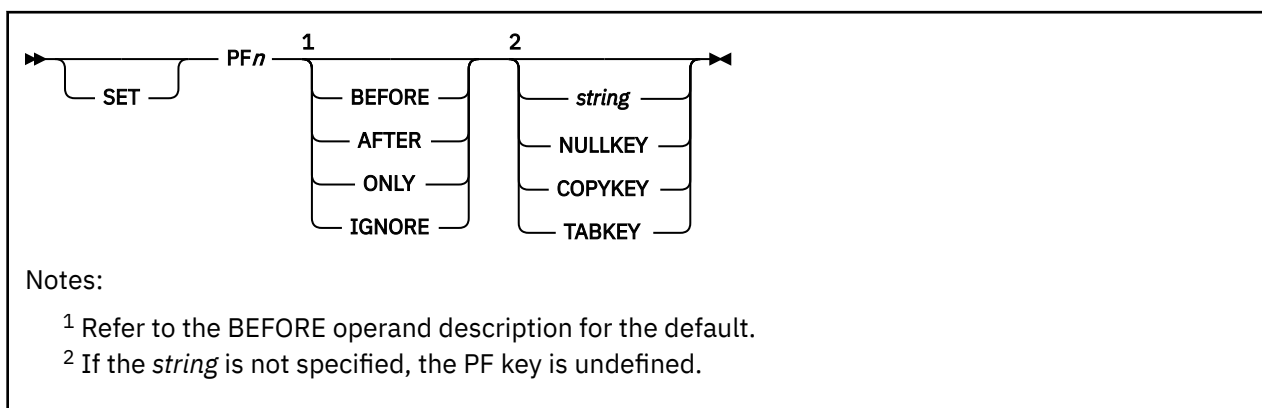 1 2
PFn
SET BEFORE string
AFTER NULLKEY
ONLY COPYKEY
IGNORE TABKEY
Notes:
1 Refer to the BEFORE operand description for the default.
2 If the string is not specified, the PF key is undefined.